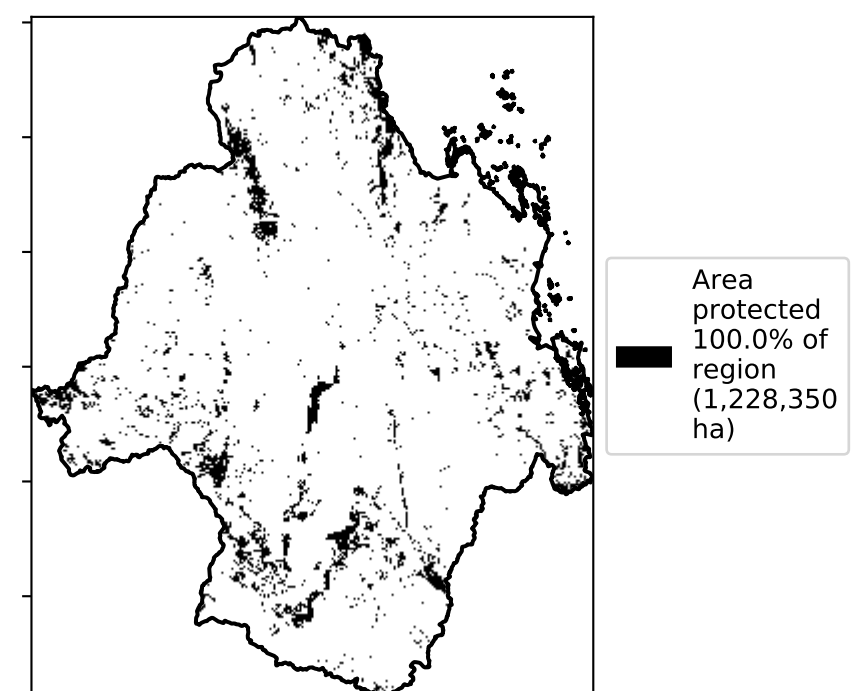 Area
protected
100.0% of
region
(1,228,350
ha)